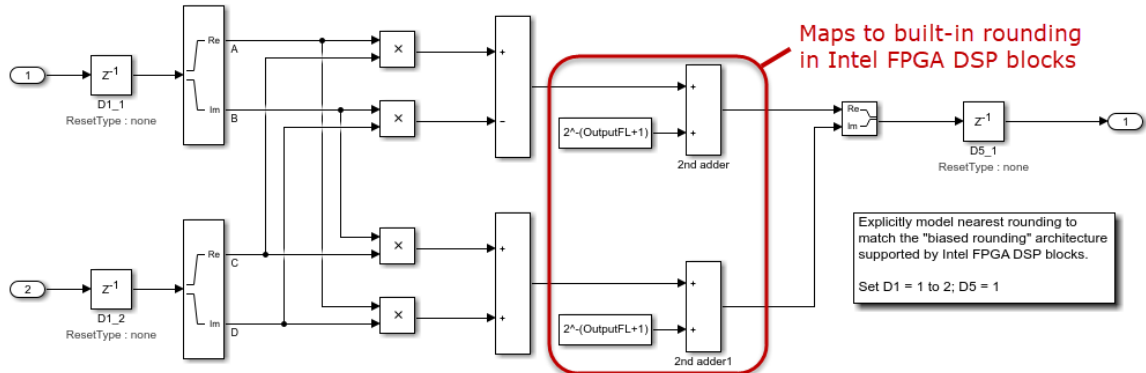 Maps to built-in rounding
in Intel FPGA DSP blocks
1
Z-1
D1_1
ResetType : none
Re
Im
A
B
×
×
+
−
2^-(OutputFL+1)
+
+
2nd adder
Re
Im
Z-1
D5_1
ResetType : none
1
2
Z-1
D1_2
ResetType : none
Re
Im
C
D
×
×
+
+
2^-(OutputFL+1)
+
+
2nd adder1
Explicitly model nearest rounding to
match the "biased rounding" architecture
supported by Intel FPGA DSP blocks.
Set D1 = 1 to 2; D5 = 1